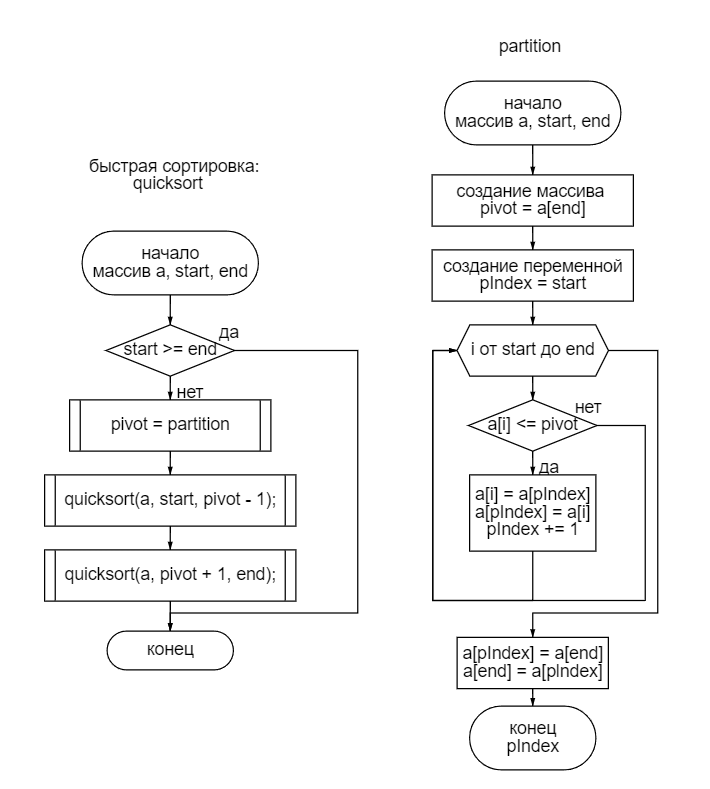 быстрая сортировка:
quicksort
начало
массив a, start, end
start >= end
да
нет
pivot = partition
quicksort(a, start, pivot - 1);
quicksort(a, pivot + 1, end);
конец
partition
начало
массив a, start, end
создание массива
pivot = a[end]
создание переменной
pIndex = start
i от start до end
a[i] <= pivot
нет
да
a[i] = a[pIndex]
a[pIndex] = a[i]
pIndex += 1
a[pIndex] = a[end]
a[end] = a[pIndex]
конец
pIndex